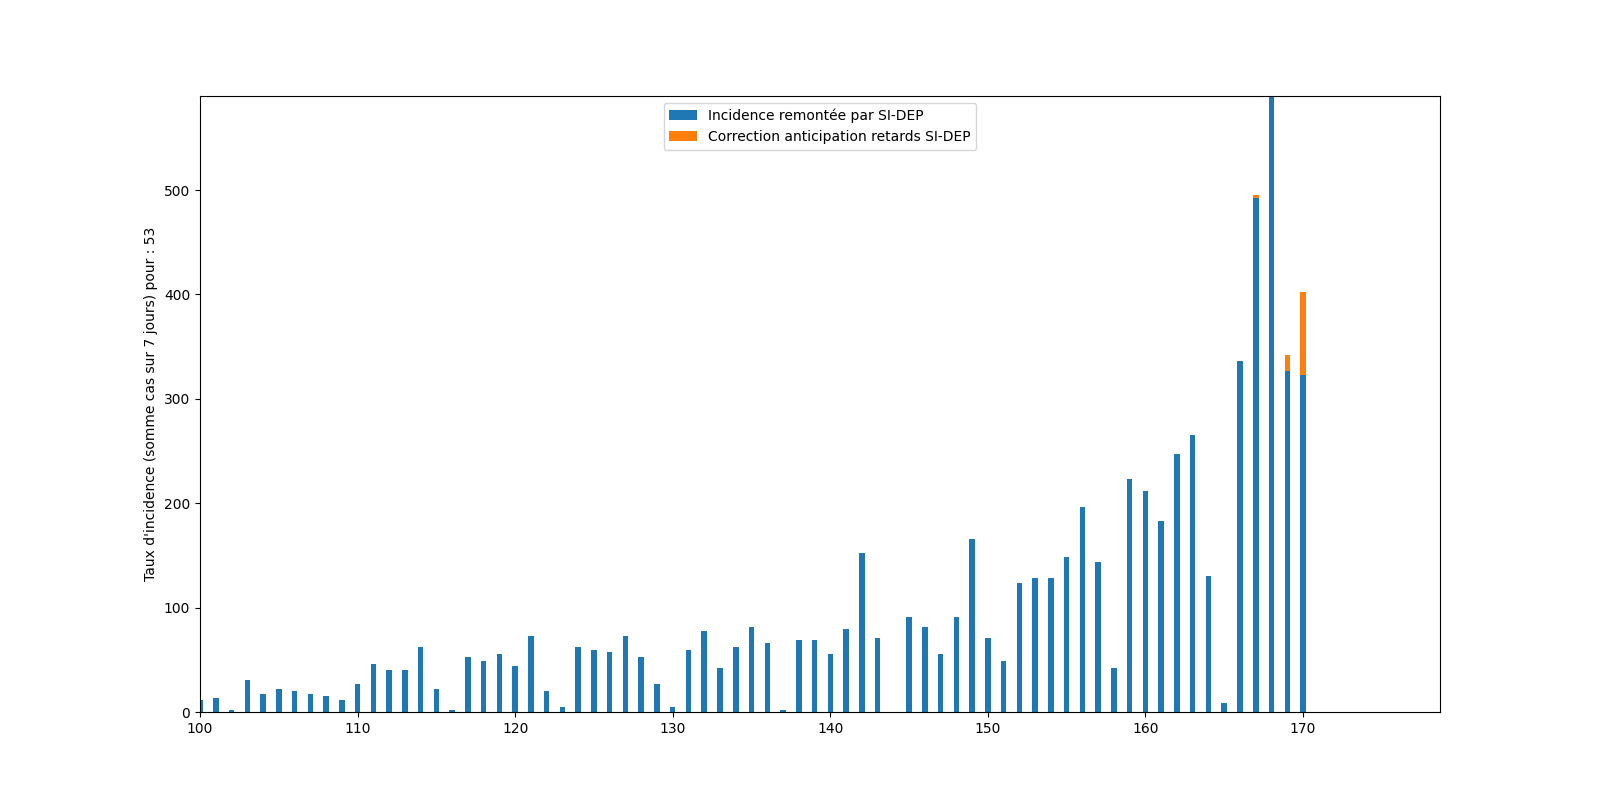 Incidence remontée par SI-DEP
Correction anticipation retards SI-DEP
Taux d'incidence (somme cas sur 7 jours) pour : 53
500
400
300
200
100
0
100 110 120 130 140 150 160 170